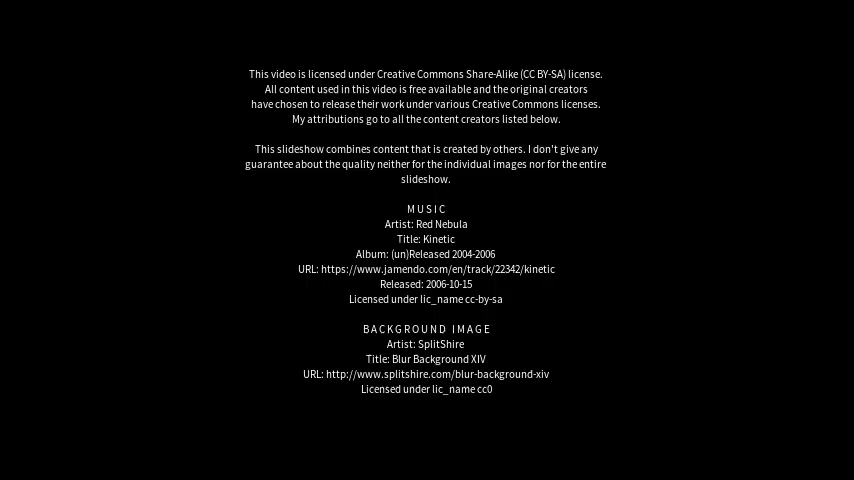 This video is licensed under Creative Commons Share-Alike (CC BY-SA) license.
All content used in this video is free available and the original creators
have chosen to release their work under various Creative Commons licenses.
My attributions go to all the content creators listed below.
This slideshow combines content that is created by others. I don't give any
guarantee about the quality neither for the individual images nor for the entire
slideshow.
MUSIC
Artist: Red Nebula
Title: Kinetic
Album: (un)Released 2004-2006
URL: https://www.jamendo.com/en/track/22342/kinetic
Released: 2006-10-15
Licensed under lic_name cc-by-sa
BACKGROUND IMAGE
Artist: SplitShire
Title: Blur Background XIV
URL: http://www.splitshire.com/blur-background-xiv
Licensed under lic_name cc0